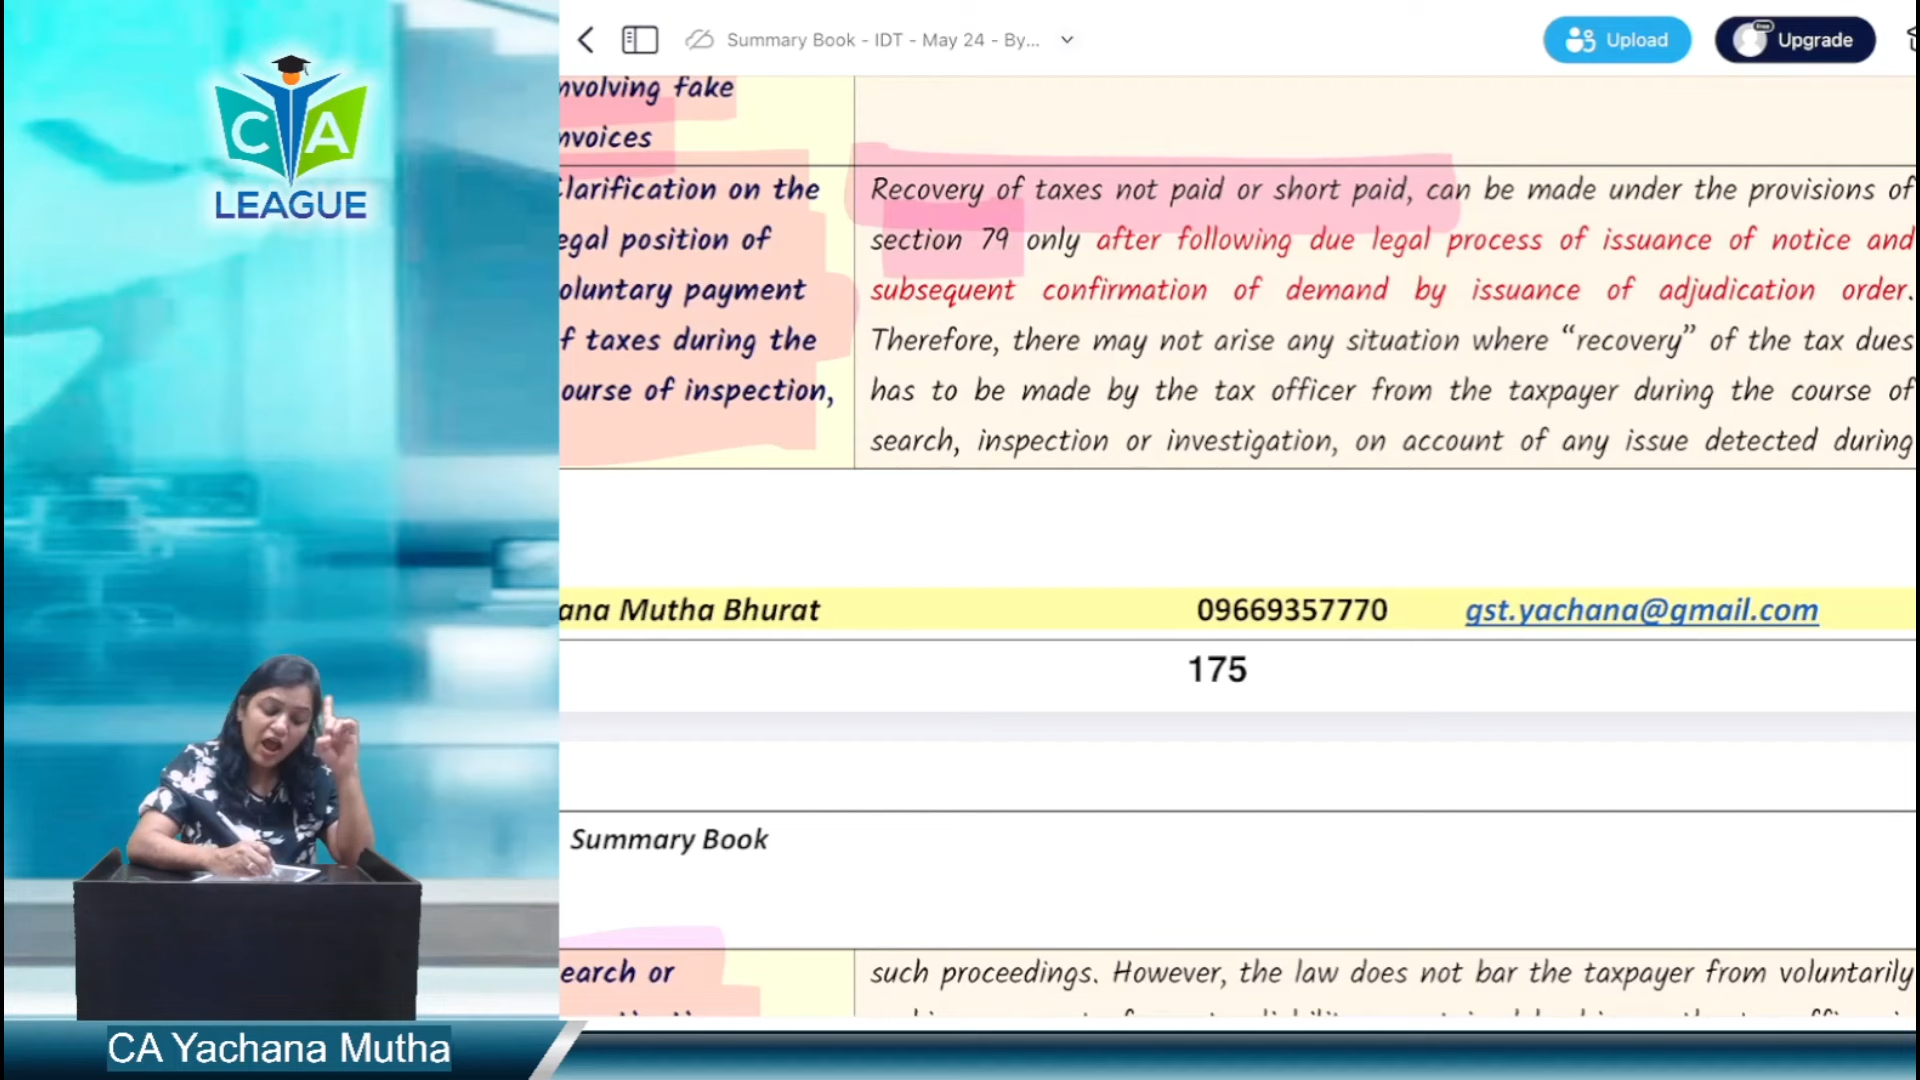 CA
LEAGUE
Summary Book - IDT - May 24 - By...
Upload
Upgrade
nvolving fake
nvoices
larification on the
egal position of
oluntary payment
f taxes during the
ourse of inspection,
Recovery of taxes not paid or short paid, can be made under the provisions of
section 79 only after following due legal process of issuance of notice and
subsequent confirmation of demand by issuance of adjudication order.
Therefore, there may not arise any situation where “recovery” of the tax dues
has to be made by the tax officer from the taxpayer during the course of
search, inspection or investigation, on account of any issue detected during
ana Mutha Bhurat 09669357770 gst.yachana@gmail.com
175
Summary Book
earch or
such proceedings. However, the law does not bar the taxpayer from voluntarily
CA Yachana Mutha